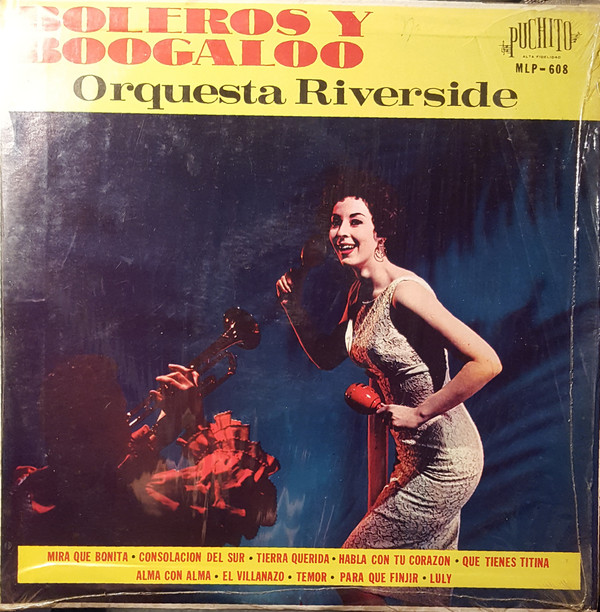 BOLEROS Y
BOOGALOO
PUCHITO
ALTA FIDELIDAD
MLP-608
Orquesta Riverside
MIRA QUE BONITA • CONSOLACION DEL SUR • TIERRA QUERIDA • HABLA CON TU CORAZON • QUE TIENES TITINA
ALMA CON ALMA • EL VILLANAZO • TEMOR • PARA QUE FINJIR • LULY